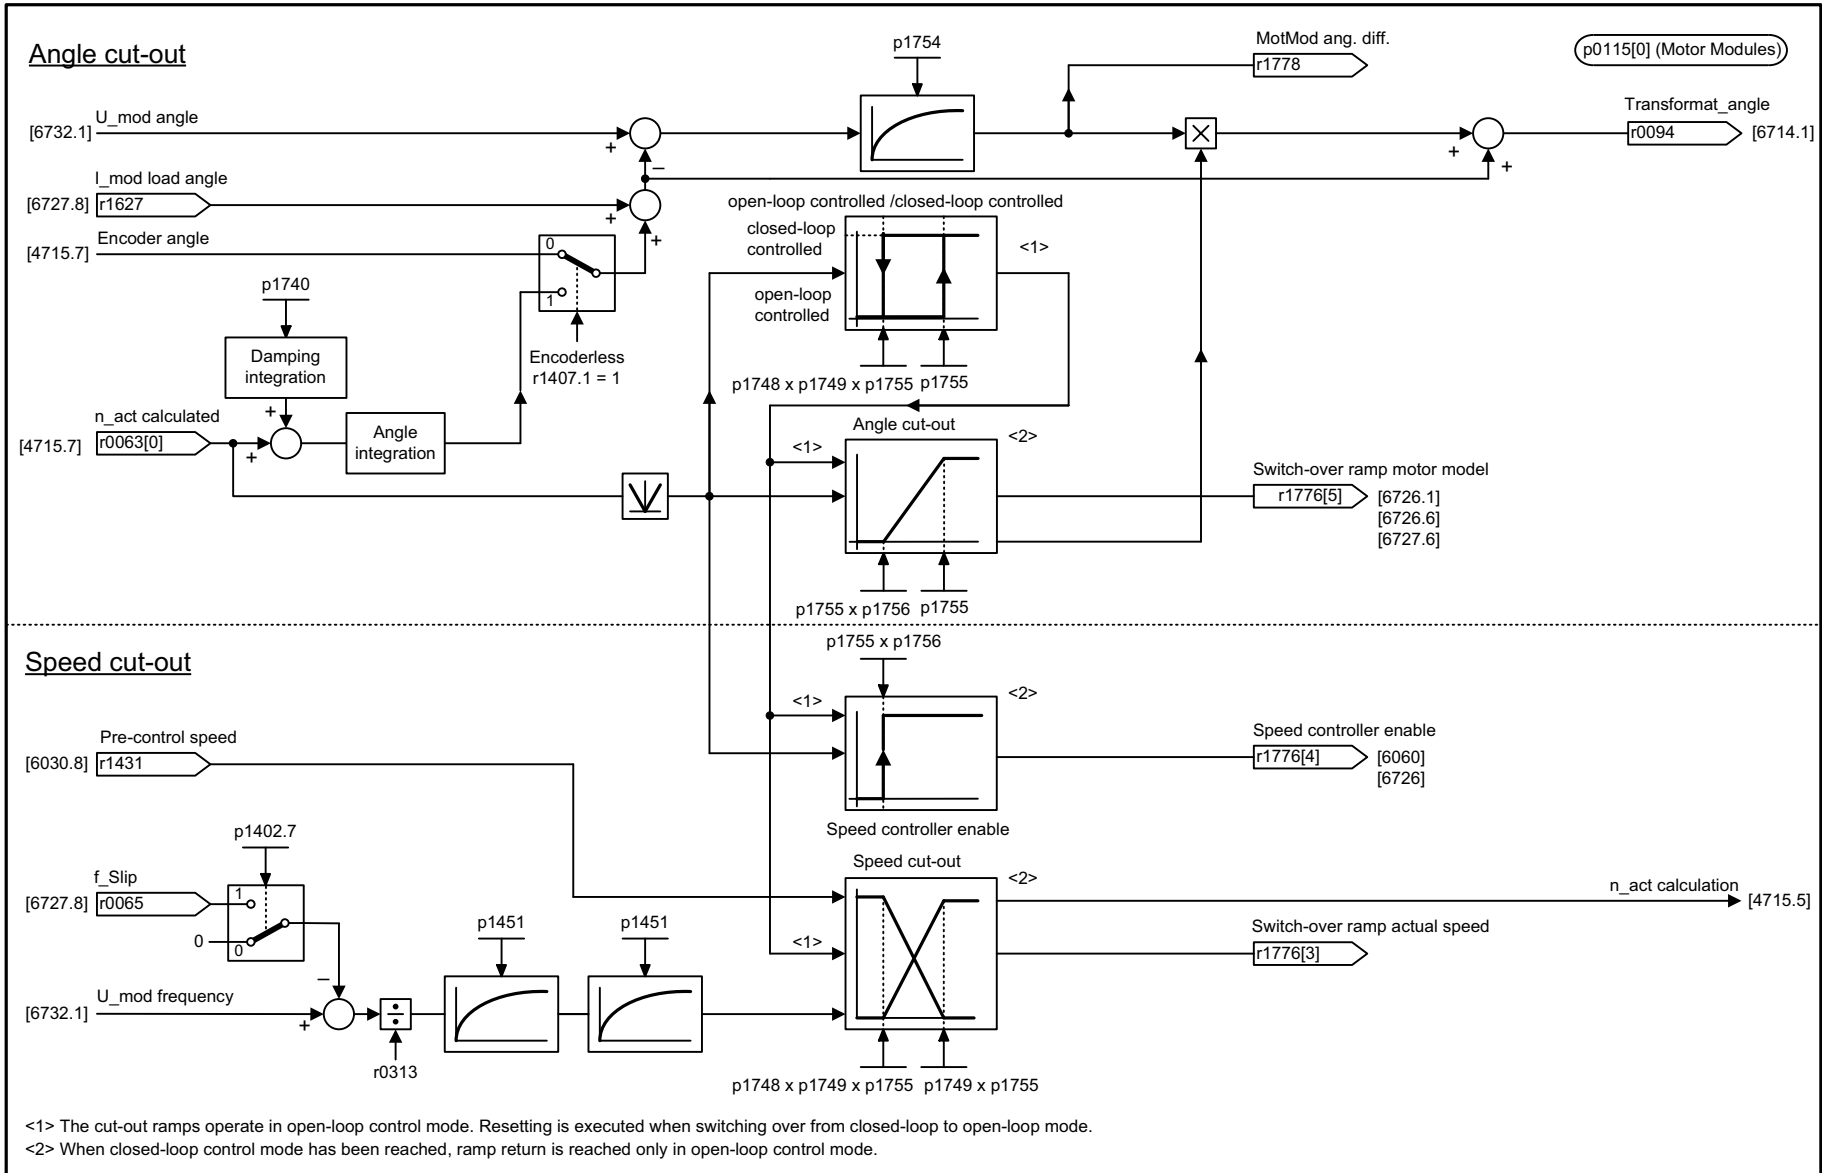 Angle cut-out
p1754
MotMod ang. diff.
r1778
p0115[0] (Motor Modules)
[6732.1]
U_mod angle
+
–
+
+
Transformat_angle
r0094
[6714.1]
I_mod load angle
[6727.8]
r1627
+
+
Encoder angle
[4715.7]
0
1
Encoderless
r1407.1 = 1
open-loop controlled /closed-loop controlled
closed-loop
controlled
open-loop
controlled
<1>
p1748 x p1749 x p1755
p1755
p1740
Damping
integration
+
n_act calculated
[4715.7]
r0063[0]
+
Angle
integration
Angle cut-out
<1>
<2>
Switch-over ramp motor model
r1776[5]
[6726.1]
[6726.6]
[6727.6]
p1755 x p1756
p1755
Speed cut-out
p1755 x p1756
<1>
<2>
Pre-control speed
[6030.8]
r1431
Speed controller enable
r1776[4]
[6060]
[6726]
Speed controller enable
p1402.7
f_Slip
[6727.8]
r0065
1
0
0
–
Speed cut-out
<2>
<1>
n_act calculation
[4715.5]
Switch-over ramp actual speed
r1776[3]
p1451
p1451
U_mod frequency
[6732.1]
+
÷
r0313
p1748 x p1749 x p1755
p1749 x p1755
<1> The cut-out ramps operate in open-loop control mode. Resetting is executed when switching over from closed-loop to open-loop mode.
<2> When closed-loop control mode has been reached, ramp return is reached only in open-loop control mode.